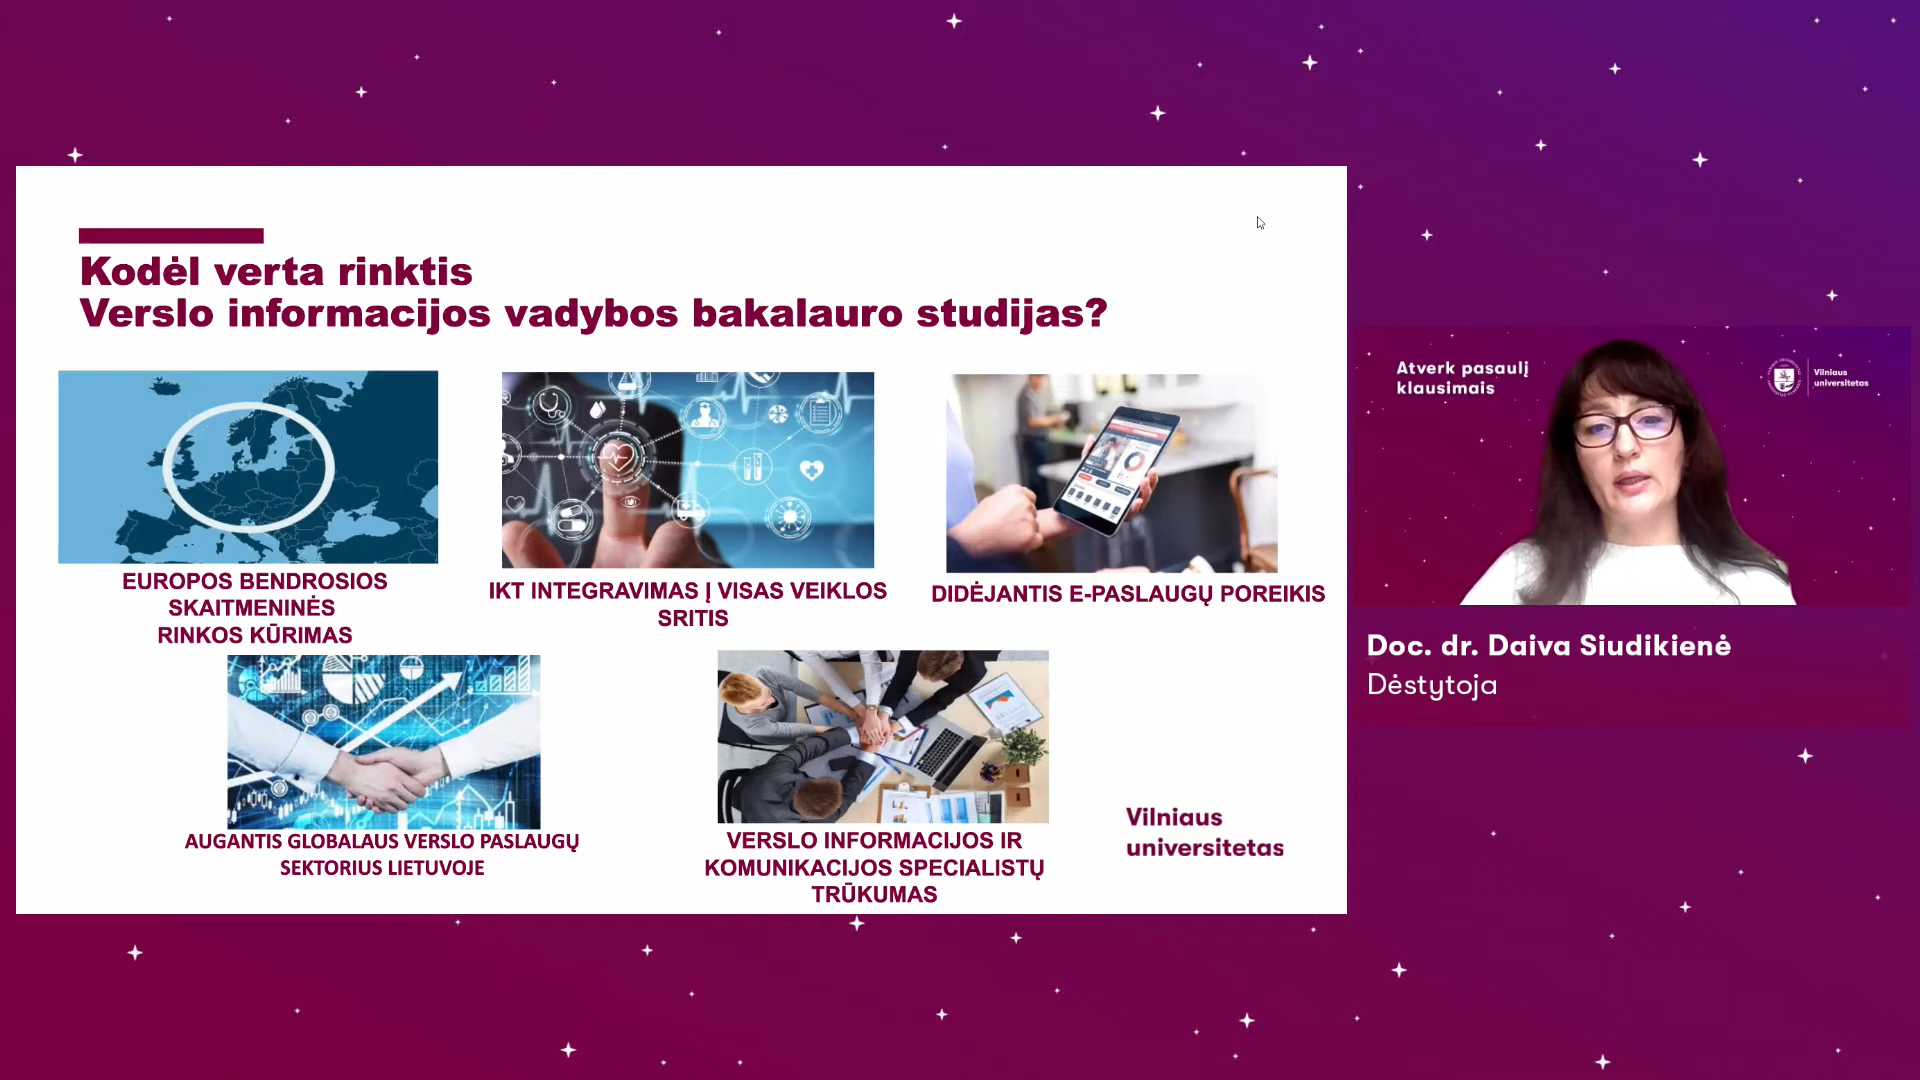 Kodėl verta rinktis
Verslo informacijos vadybos bakalauro studijas?
EUROPOS BENDROSIOS
SKAITMENINĖS
RINKOS KŪRIMAS
IKT INTEGRAVIMAS Į VISAS VEIKLOS
SRITIS
DIDĖJANTIS E-PASLAUGŲ POREIKIS
AUGANTIS GLOBALAUS VERSLO PASLAUGŲ
SEKTORIUS LIETUVOJE
VERSLO INFORMACIJOS IR
KOMUNIKACIJOS SPECIALISTŲ
TRŪKUMAS
Vilniaus
universitetas
Atverk pasaulį
klausimais
Vilniaus
universitetas
Doc. dr. Daiva Siudikienė
Dėstytoja